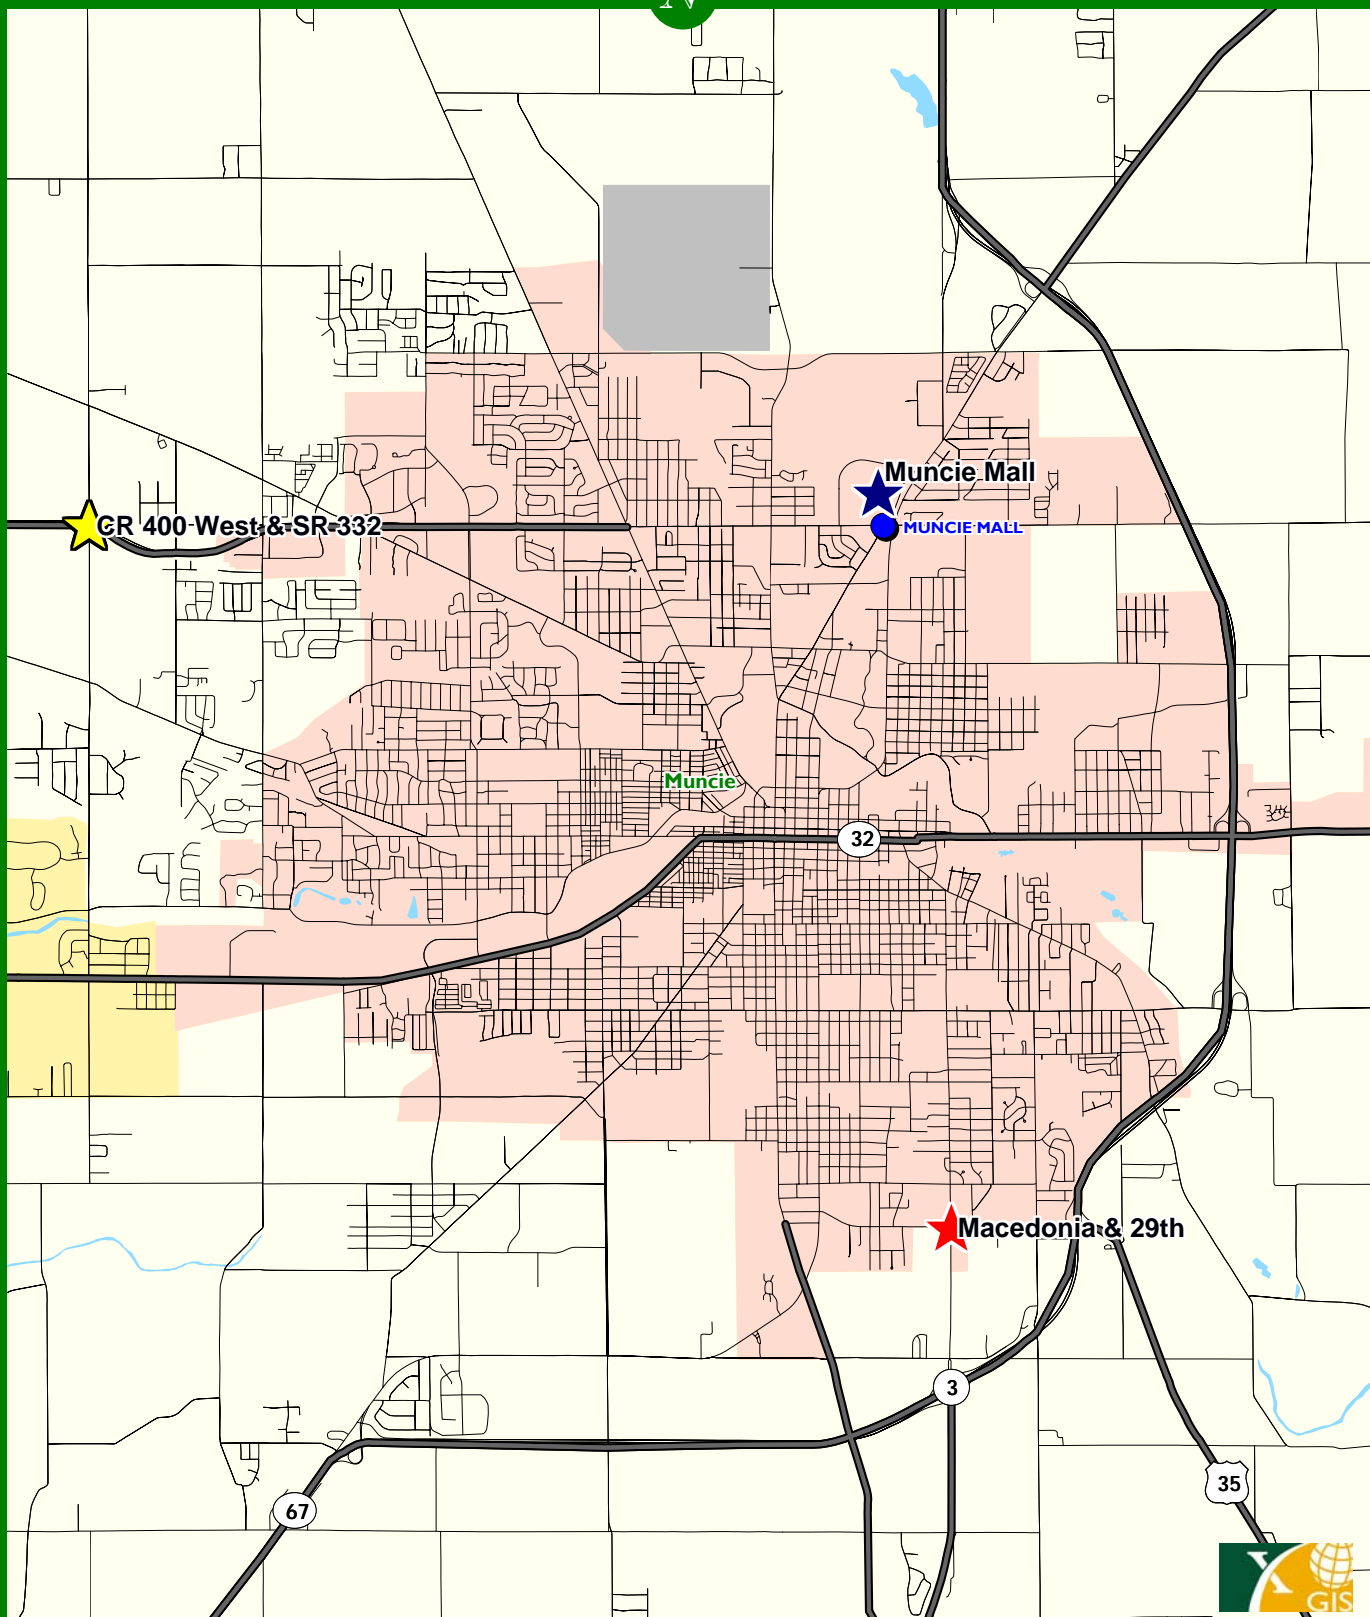 N
Muncie Mall
MUNCIE MALL
CR 400 West & SR 332
Muncie
32
Macedonia & 29th
3
35
67
X
GIS